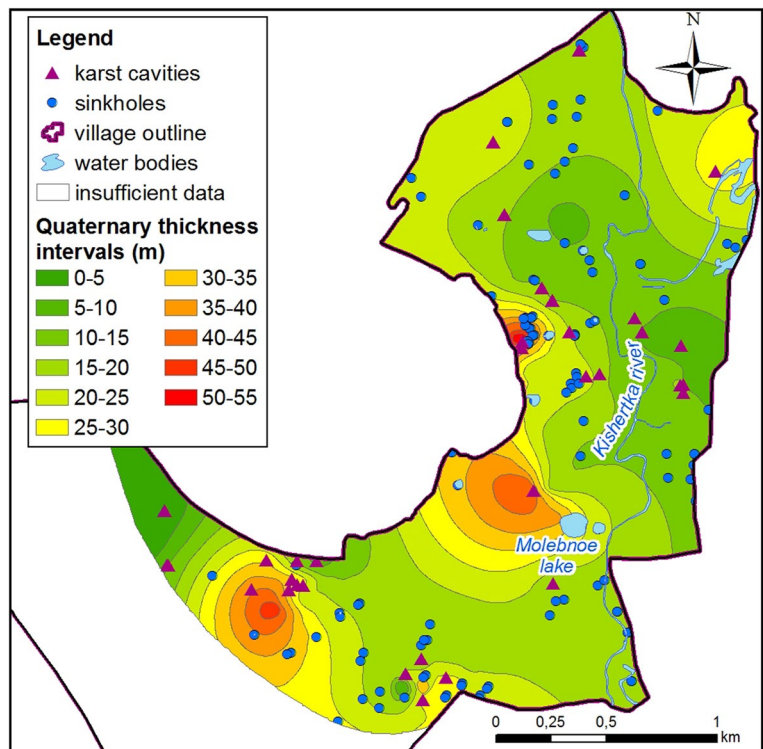 Legend
karst cavities
sinkholes
village outline
water bodies
insufficient data
Quaternary thickness
intervals (m)
0-5
5-10
10-15
15-20
20-25
25-30
30-35
35-40
40-45
45-50
50-55
N
Kishertka river
Molebnoe
lake
0 0,25 0,5 1
km